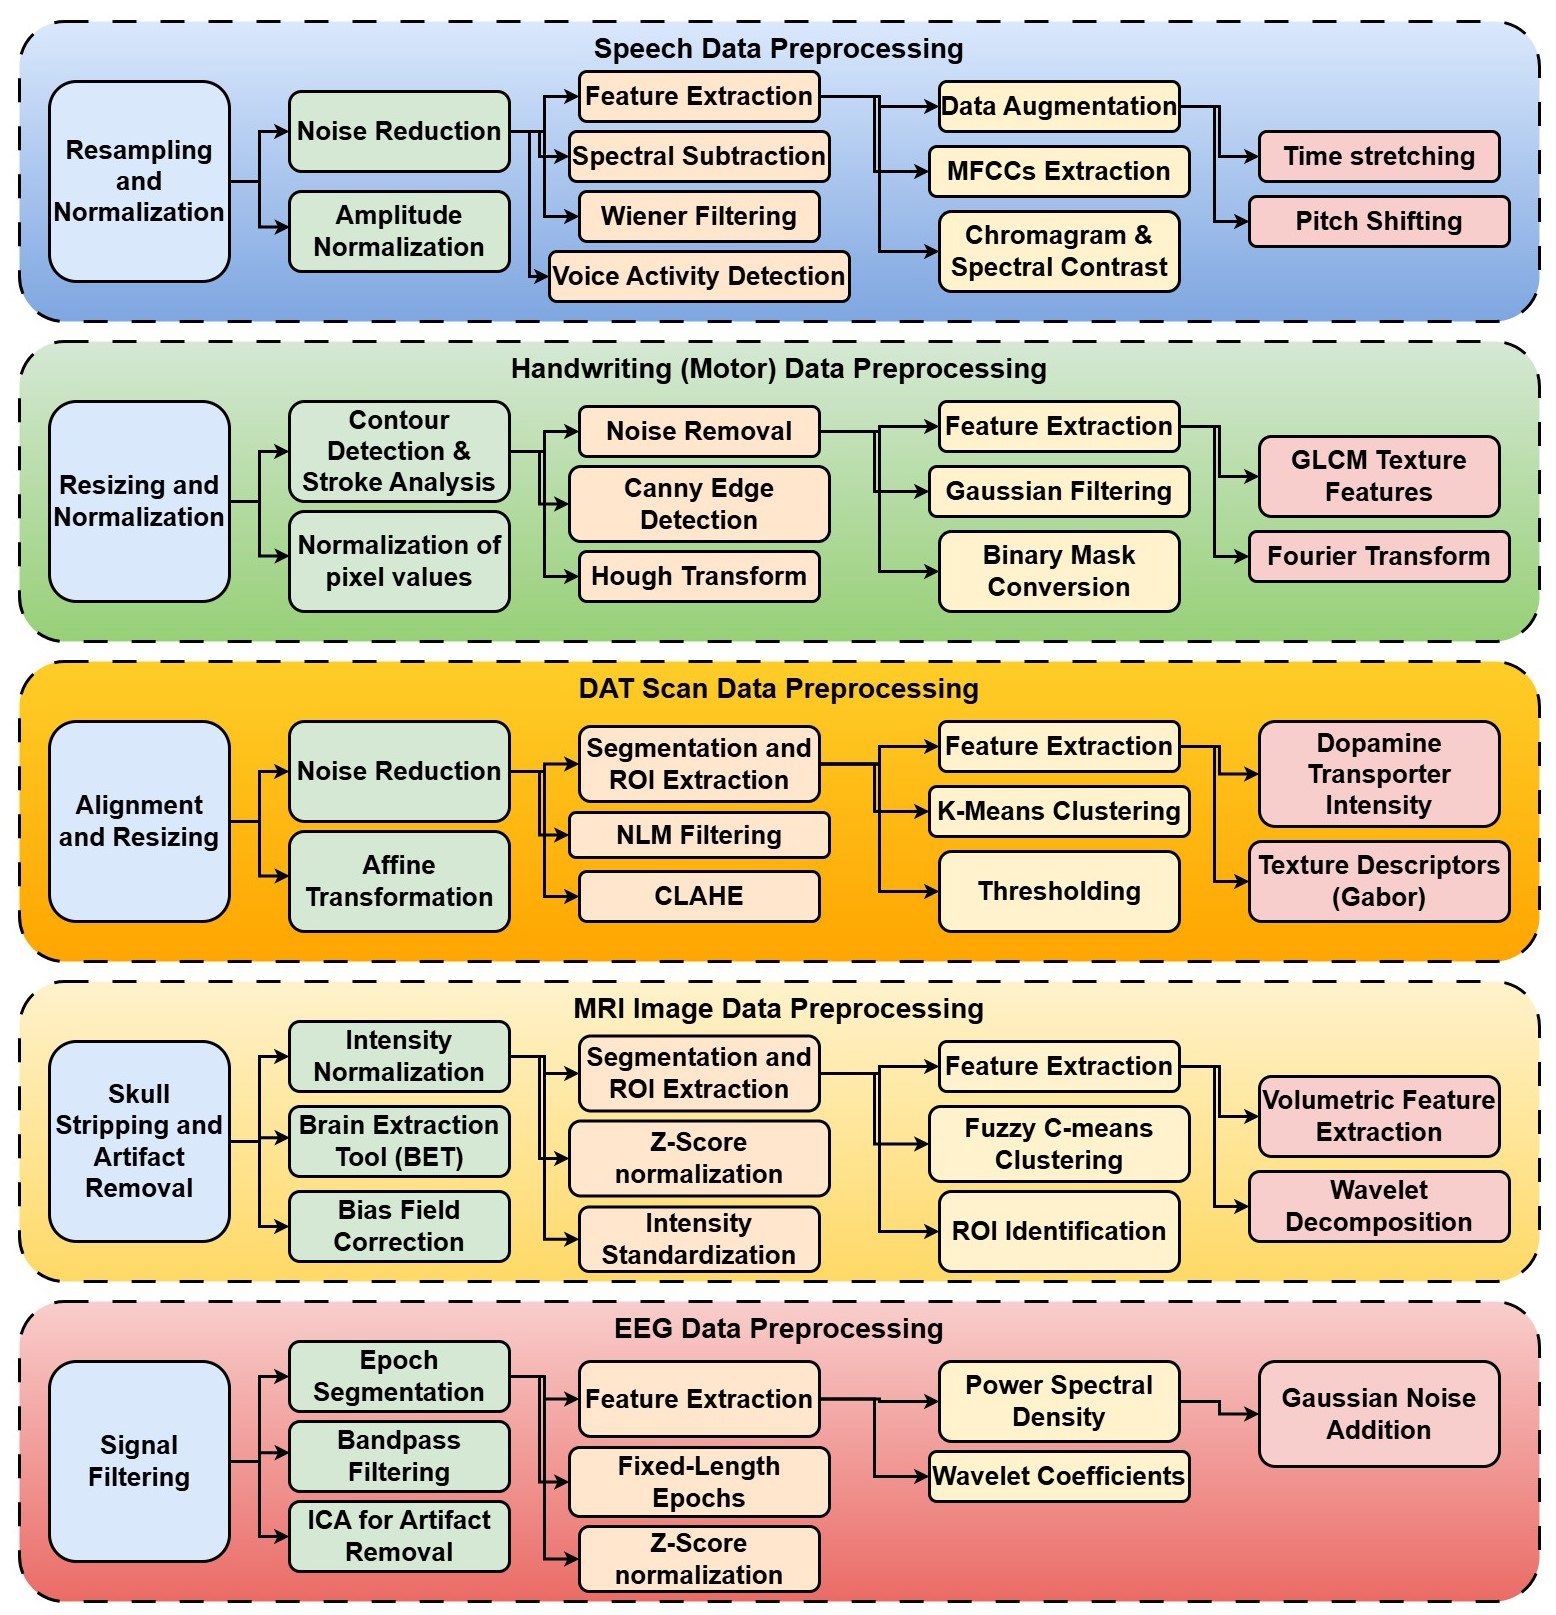 Speech Data Preprocessing
Resampling
and
Normalization
Noise Reduction
Amplitude
Normalization
Feature Extraction
Spectral Subtraction
Wiener Filtering
Voice Activity Detection
Data Augmentation
MFCCs Extraction
Chromagram &
Spectral Contrast
Time stretching
Pitch Shifting
Handwriting (Motor) Data Preprocessing
Resizing and
Normalization
Contour
Detection &
Stroke Analysis
Normalization of
pixel values
Noise Removal
Canny Edge
Detection
Hough Transform
Feature Extraction
Gaussian Filtering
Binary Mask
Conversion
GLCM Texture
Features
Fourier Transform
DAT Scan Data Preprocessing
Alignment
and Resizing
Noise Reduction
Affine
Transformation
Segmentation and
ROI Extraction
NLM Filtering
CLAHE
Feature Extraction
K-Means Clustering
Thresholding
Dopamine
Transporter
Intensity
Texture Descriptors
(Gabor)
MRI Image Data Preprocessing
Skull
Stripping and
Artifact
Removal
Intensity
Normalization
Brain Extraction
Tool (BET)
Bias Field
Correction
Segmentation and
ROI Extraction
Z-Score
normalization
Intensity
Standardization
Feature Extraction
Fuzzy C-means
Clustering
ROI Identification
Volumetric Feature
Extraction
Wavelet
Decomposition
EEG Data Preprocessing
Signal
Filtering
Epoch
Segmentation
Bandpass
Filtering
ICA for Artifact
Removal
Feature Extraction
Fixed-Length
Epochs
Z-Score
normalization
Power Spectral
Density
Wavelet Coefficients
Gaussian Noise
Addition